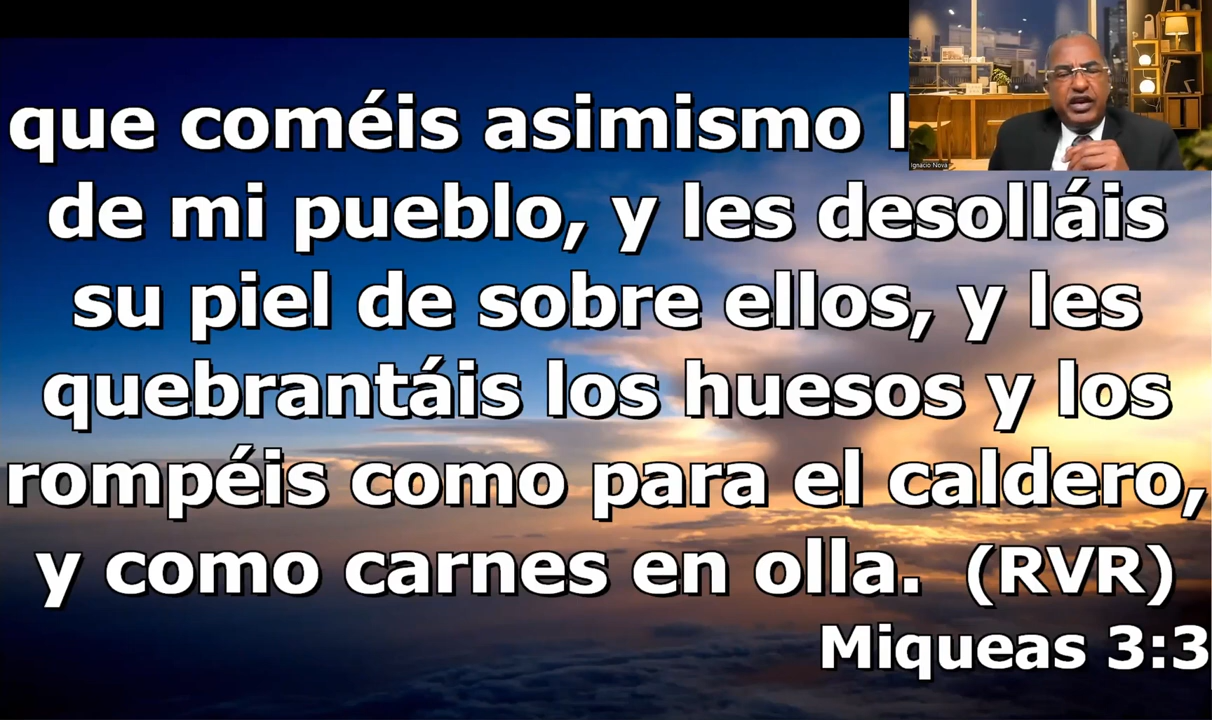 que coméis asimismo l
de mi pueblo, y les desolláis
su piel de sobre ellos, y les
quebrantáis los huesos y los
rompéis como para el caldero,
y como carnes en olla. (RVR)
Miqueas 3:3
Ignacio Nova